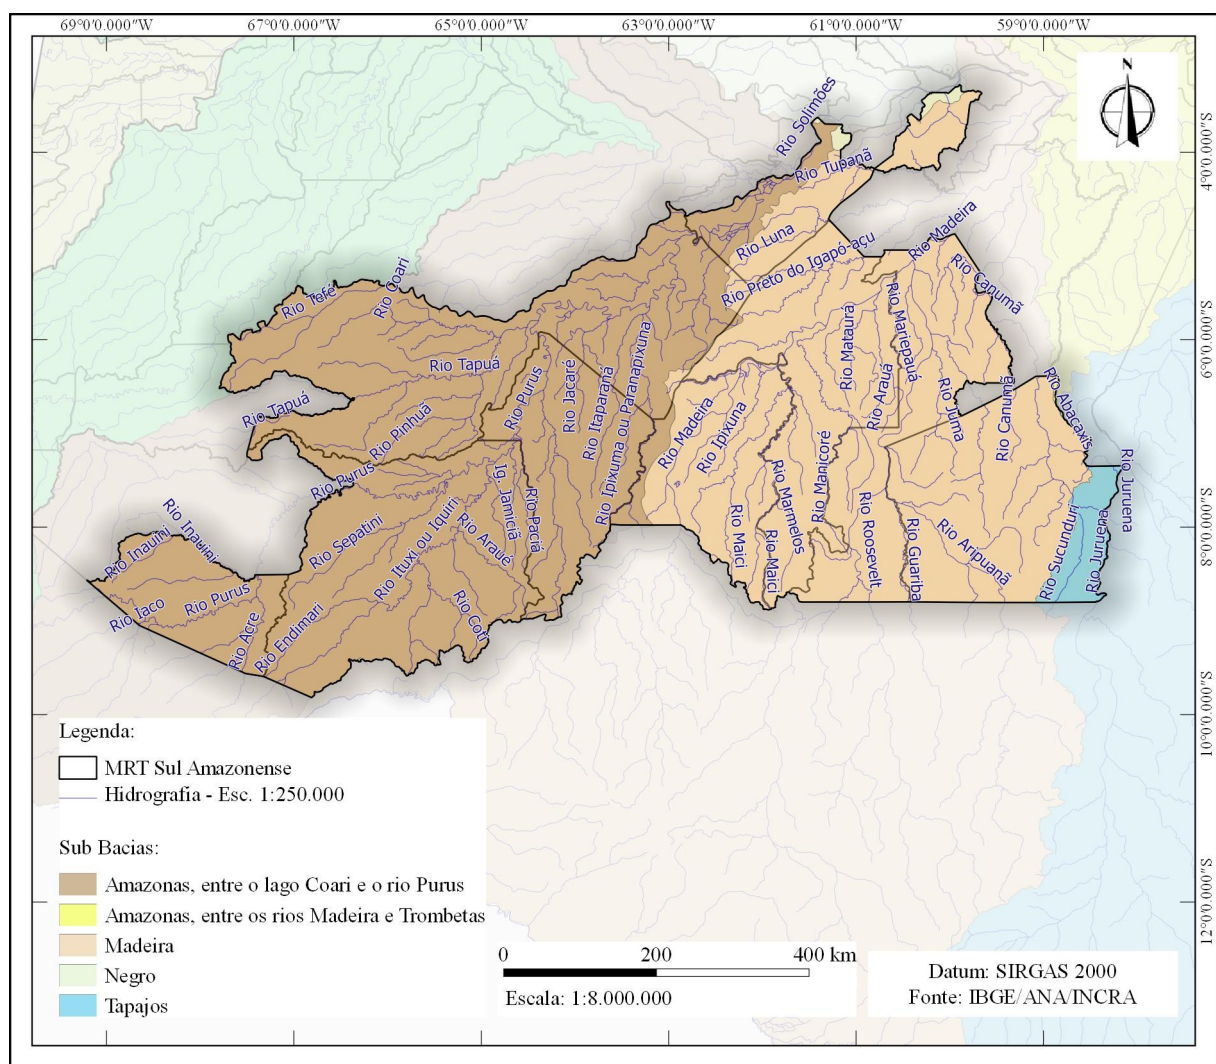 69°0'0.000"W
67°0'0.000"W
65°0'0.000"W
63°0'0.000"W
61°0'0.000"W
59°0'0.000"W
N
4°0'0.000"S
6°0'0.000"S
8°0'0.000"S
10°0'0.000"S
12°0'0.000"S
Rio Solimões
Rio Tupanã
Rio Luna
Rio Preto do Igapó-açu
Rio Madeira
Rio Canumã
Rio Tefé
Rio Coari
Rio Tapuá
Rio Tapuá
Rio Pinhuã
Rio Purus
Rio Purus
Rio Jacaré
Rio Itaparaná
Rio Ipixuma ou Paranapixuna
Rio Madeira
Rio Ipixuna
Rio Mataurá
Rio Arauá
Rio Mariepauá
Rio Juma
Rio Canumã
Rio Abacaxis
Rio Juruena
Rio Inauini
Rio Inauini
Rio Iaco
Rio Purus
Rio Acre
Rio Endimari
Rio Sepatini
Rio Ituxi ou Iquiri
Ig. Jamiciã
Rio Paciá
Rio Araué
Rio Coti
Rio Maici
Rio Maici
Rio Marmelos
Rio Manicoré
Rio Roosevelt
Rio Guariba
Rio Aripuanã
Rio Sucunduri
Rio Juruena
Legenda:
MRT Sul Amazonense
Hidrografia - Esc. 1:250.000
Sub Bacias:
Amazonas, entre o lago Coari e o rio Purus
Amazonas, entre os rios Madeira e Trombetas
Madeira
Negro
Tapajos
0 200 400 km
Escala: 1:8.000.000
Datum: SIRGAS 2000
Fonte: IBGE/ANA/INCRA